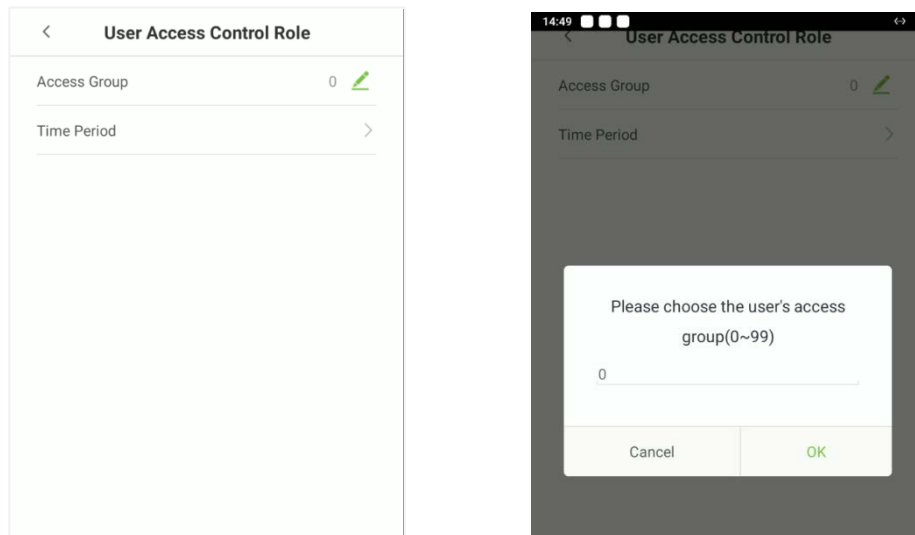 User Access Control Role
Access Group 0
Time Period
14:49
User Access Control Role
Access Group 0
Time Period
Please choose the user's access
group(0~99)
0
Cancel OK